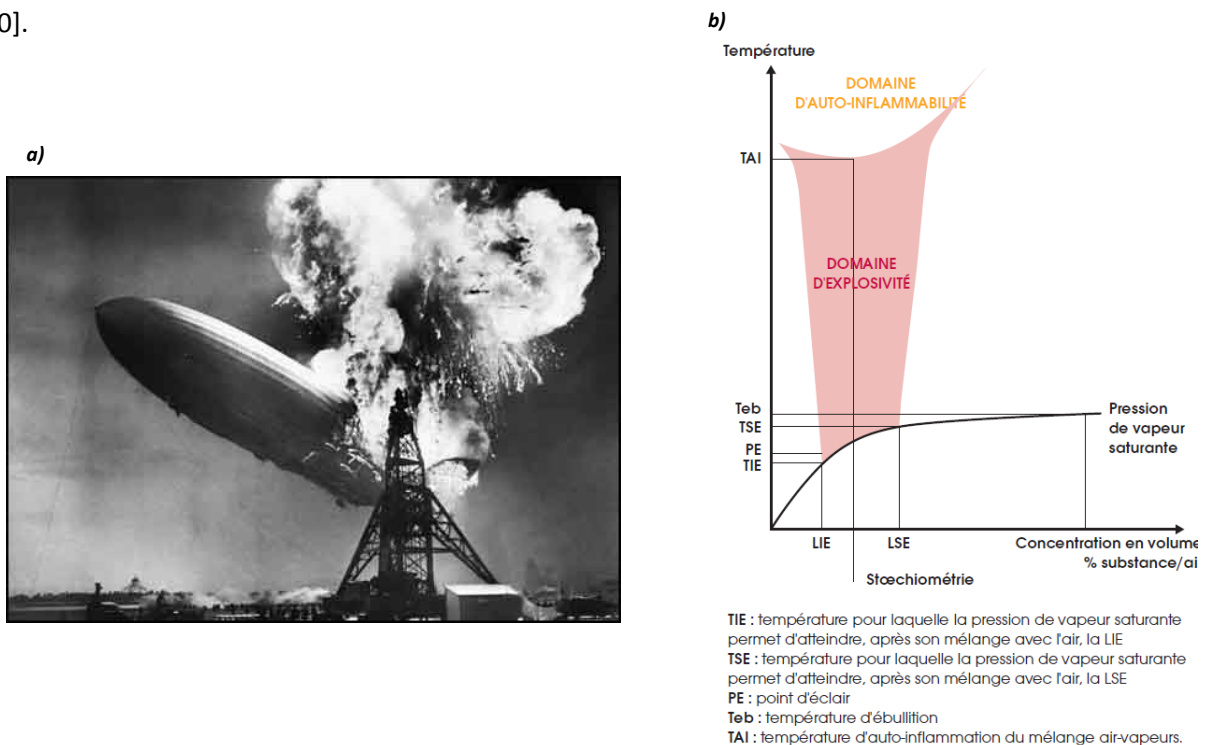 0].
a)
b)
Température
DOMAINE
D'AUTO-INFLAMMABILITÉ
TAI
DOMAINE
D'EXPLOSIVITÉ
Teb
TSE
PE
TIE
Pression
de vapeur
saturante
LIE
LSE
Concentration en volume
% substance/ai
Stœchiométrie
TIE : température pour laquelle la pression de vapeur saturante
permet d'atteindre, après son mélange avec l'air, la LIE
TSE : température pour laquelle la pression de vapeur saturante
permet d'atteindre, après son mélange avec l'air, la LSE
PE : point d'éclair
Teb : température d'ébullition
TAI : température d'auto-inflammation du mélange air-vapeurs.